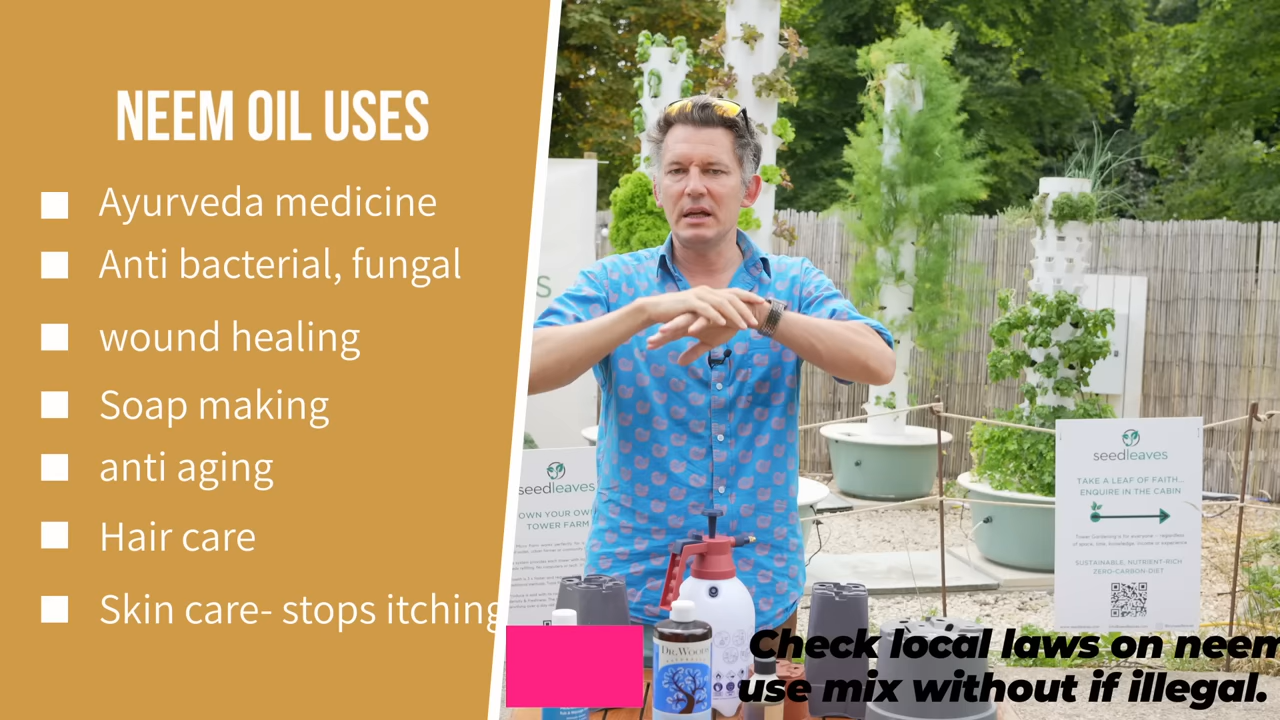 NEEM OIL USES
Ayurveda medicine
Anti bacterial, fungal
wound healing
Soap making
anti aging
Hair care
Skin care- stops itching
S
seedleaves
OWN YOUR OWN
TOWER FARM
DR. WOODS
seedleaves
TAKE A LEAF OF FAITH...
ENQUIRE IN THE CABIN
SUSTAINABLE, NUTRIENT-RICH
ZERO-CARBON-DIET
Check local laws on neem
use mix without if illegal.